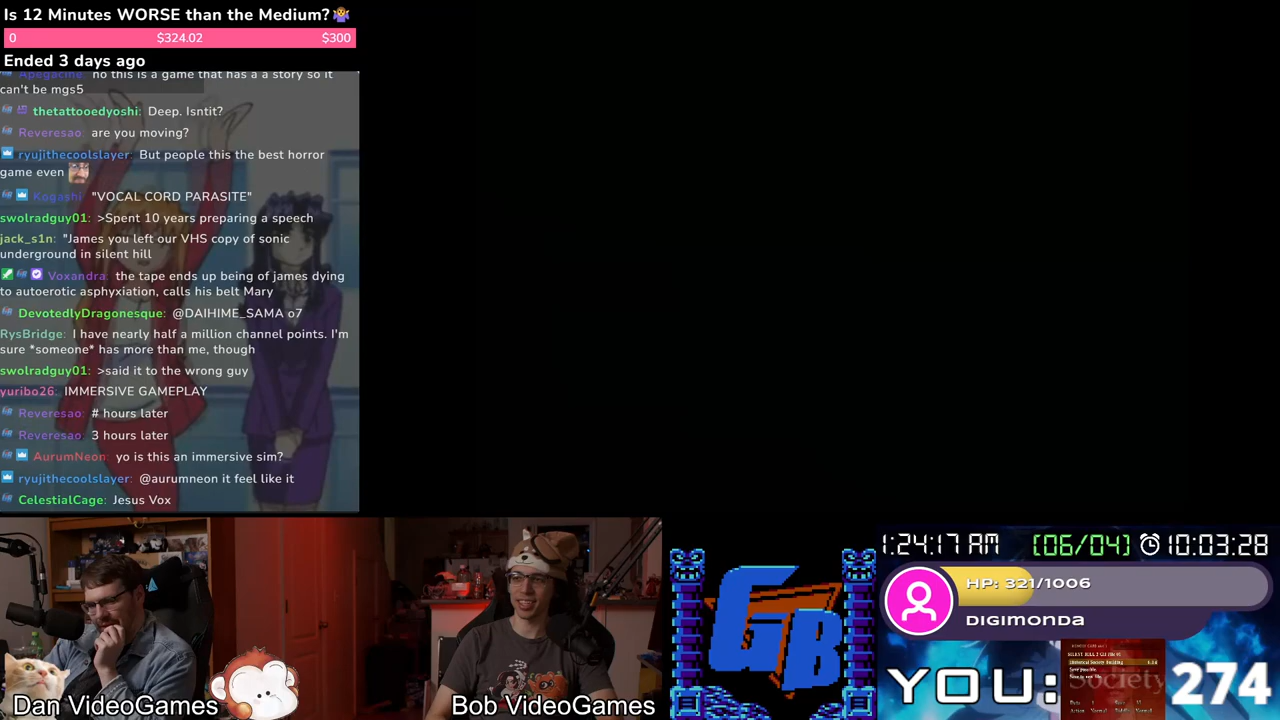 Is 12 Minutes WORSE than the Medium?🤷
0 $324.02 $300
Ended 3 days ago
Apegacine: no this is a game that has a a story so it
can't be mgs5
thetattooedyoshi: Deep. Isntit?
Reveresao: are you moving?
ryujithecoolslayer: But people this the best horror
game even
Kogashi: "VOCAL CORD PARASITE"
swolradguy01: >Spent 10 years preparing a speech
jack_s1n: "James you left our VHS copy of sonic
underground in silent hill
Voxandra: the tape ends up being of james dying
to autoerotic asphyxiation, calls his belt Mary
DevotedlyDragonesque: @DAIHIME_SAMA o7
RysBridge: I have nearly half a million channel points. I'm
sure *someone* has more than me, though
swolradguy01: >said it to the wrong guy
yuribo26: IMMERSIVE GAMEPLAY
Reveresao: # hours later
Reveresao: 3 hours later
AurumNeon: yo is this an immersive sim?
ryujithecoolslayer: @aurumneon it feel like it
CelestialCage: Jesus Vox
Dan VideoGames
Bob VideoGames
GB
1:24:17 AM [06/04] 10:03:28
HP: 321/1006
DIGIMONDA
YOU: 274
Society